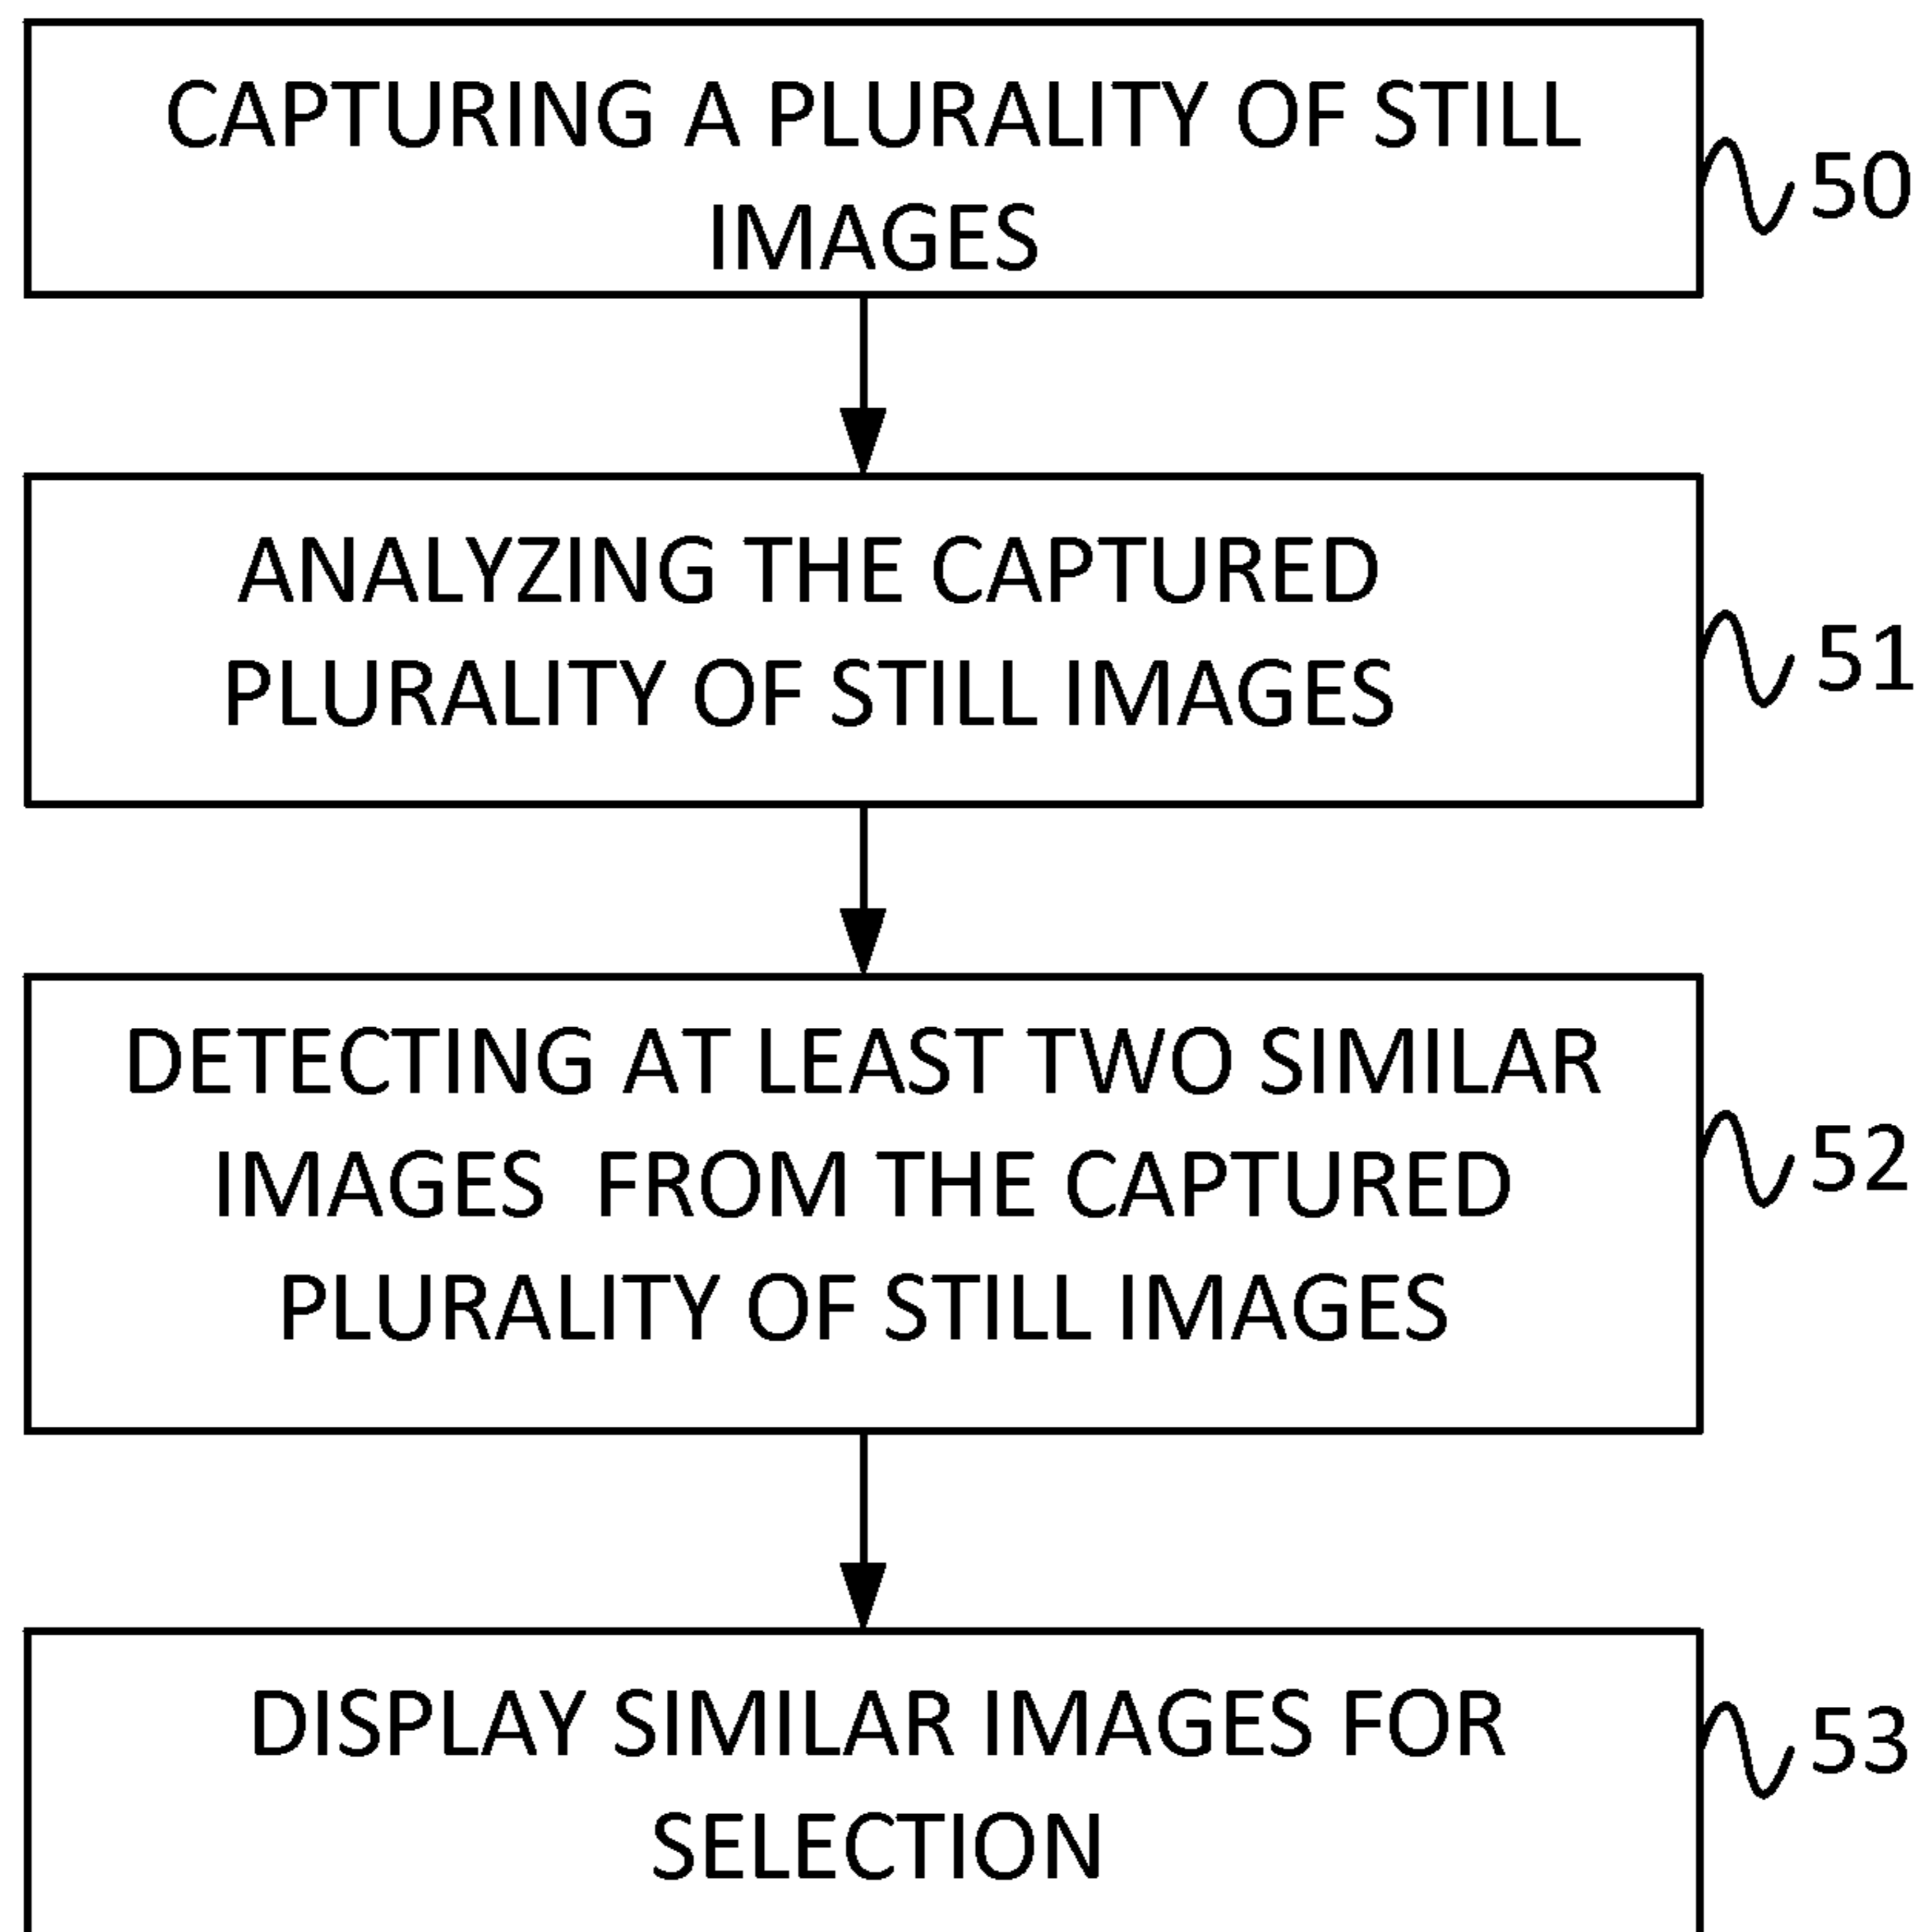 CAPTURING A PLURALITY OF STILL
IMAGES
50
ANALYZING THE CAPTURED
PLURALITY OF STILL IMAGES
51
DETECTING AT LEAST TWO SIMILAR
IMAGES  FROM THE CAPTURED
PLURALITY OF STILL IMAGES
52
DISPLAY SIMILAR IMAGES FOR
SELECTION
53